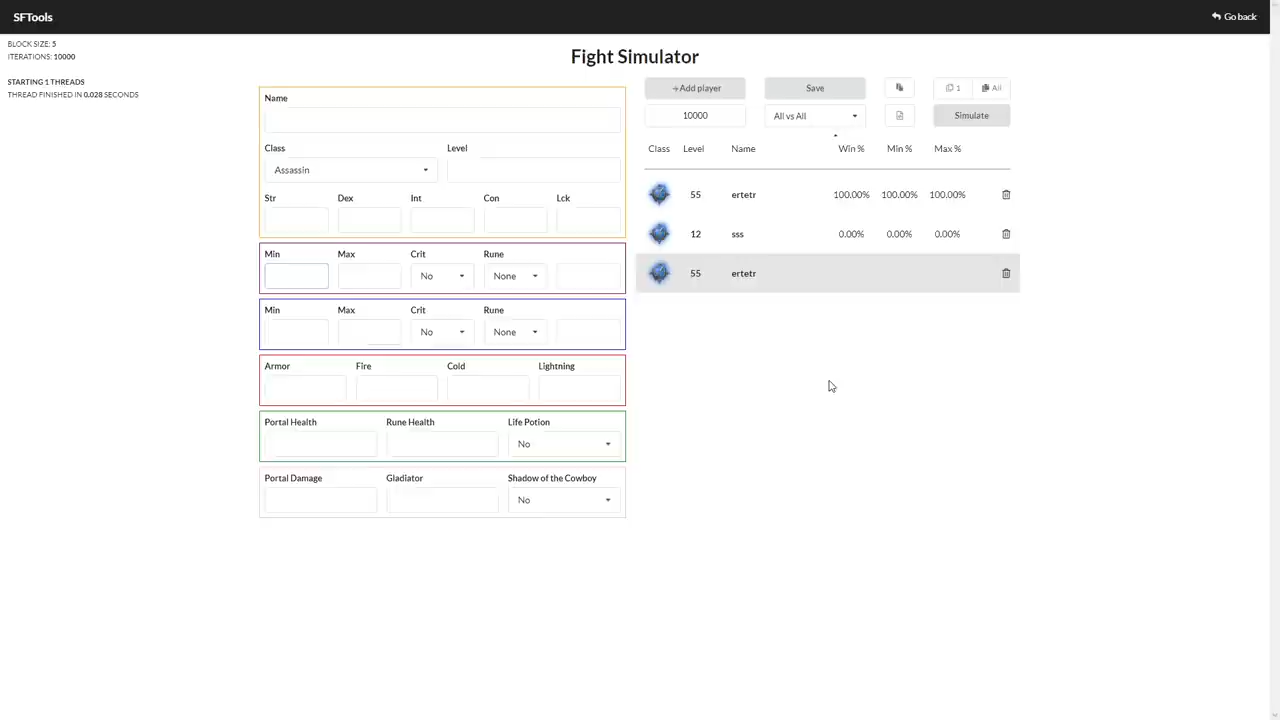 SFTools
Go back
BLOCK SIZE: 5
ITERATIONS: 10000
STARTING 1 THREADS
THREAD FINISHED IN 0.028 SECONDS
Fight Simulator
Name
Class Level
Assassin
Str Dex Int Con Lck
Min Max Crit Rune
No None
Min Max Crit Rune
No None
Armor Fire Cold Lightning
Portal Health Rune Health Life Potion
No
Portal Damage Gladiator Shadow of the Cowboy
No
+Add player Save 1 All
10000 All vs All Simulate
Class Level Name Win % Min % Max %
55 ertetr 100.00% 100.00% 100.00%
12 sss 0.00% 0.00% 0.00%
55 ertetr